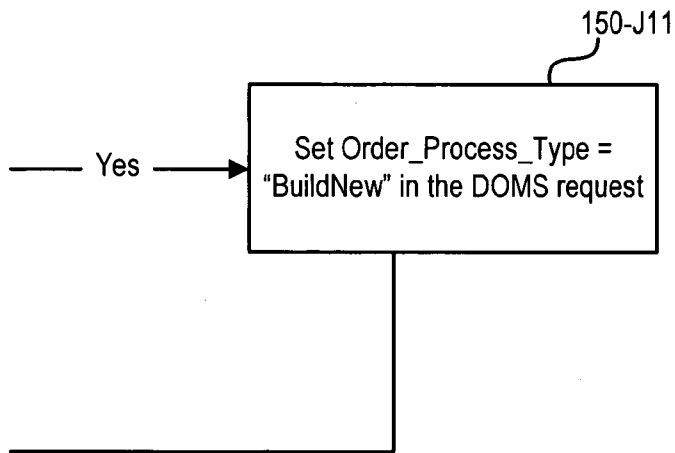 150-J11
Yes
Set Order_Process_Type =
“BuildNew” in the DOMS request